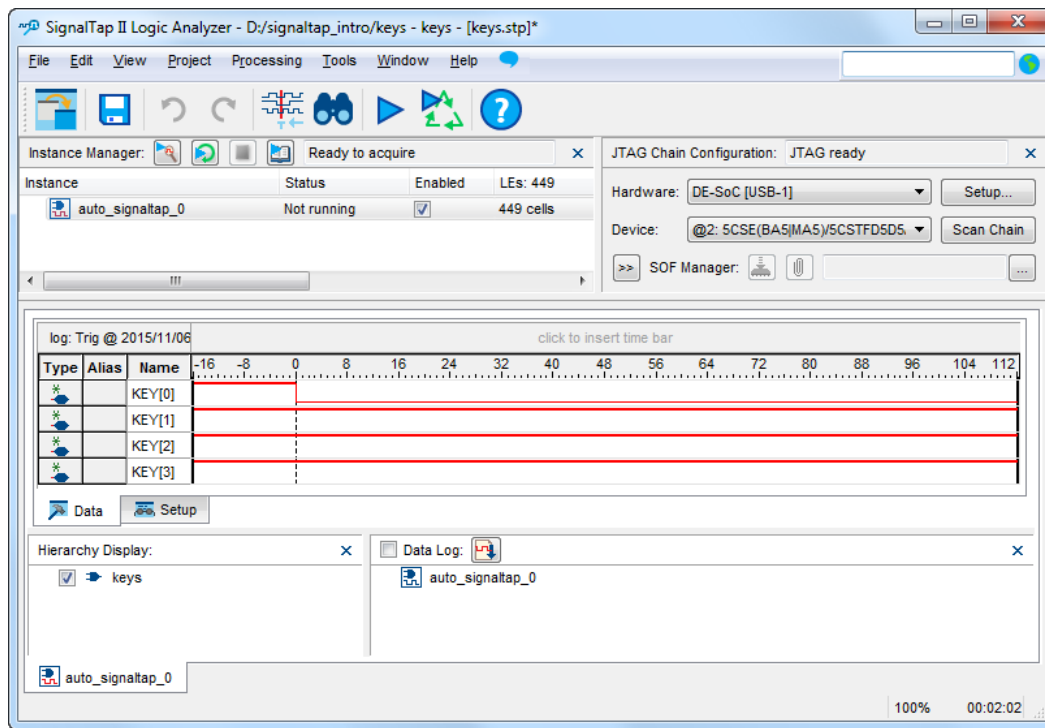 SignalTap II Logic Analyzer - D:/signaltap_intro/keys - keys - [keys.stp]*
File Edit View Project Processing Tools Window Help
Instance Manager: Ready to acquire
Instance Status Enabled LEs: 449
auto_signaltap_0 Not running 449 cells
JTAG Chain Configuration: JTAG ready
Hardware: DE-SoC [USB-1] Setup...
Device: @2: 5CSE(BA5|MA5)/5CSTFD5D5. Scan Chain
>> SOF Manager: ...
log: Trig @ 2015/11/06 click to insert time bar
Type Alias Name -16 -8 0 8 16 24 32 40 48 56 64 72 80 88 96 104 112
KEY[0]
KEY[1]
KEY[2]
KEY[3]
Data Setup
Hierarchy Display:
keys
Data Log:
auto_signaltap_0
auto_signaltap_0
100% 00:02:02